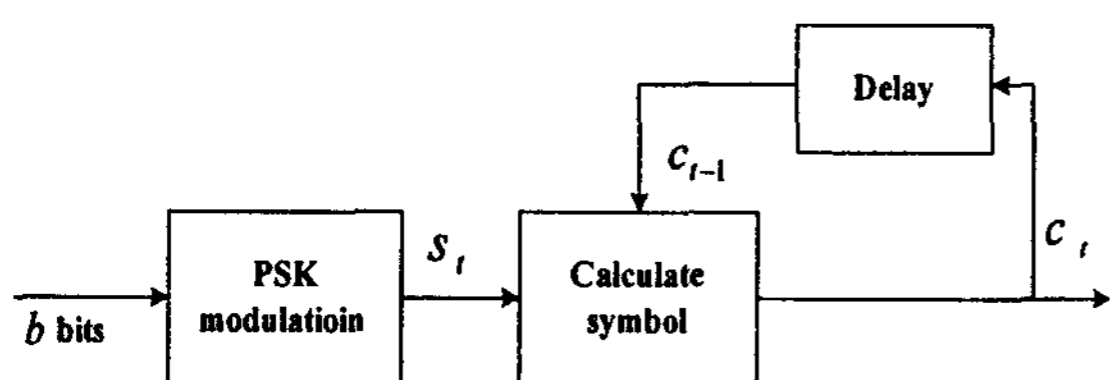 Delay
C_{t-1}
C_t
PSK
modulatioin
S_t
Calculate
symbol
b bits